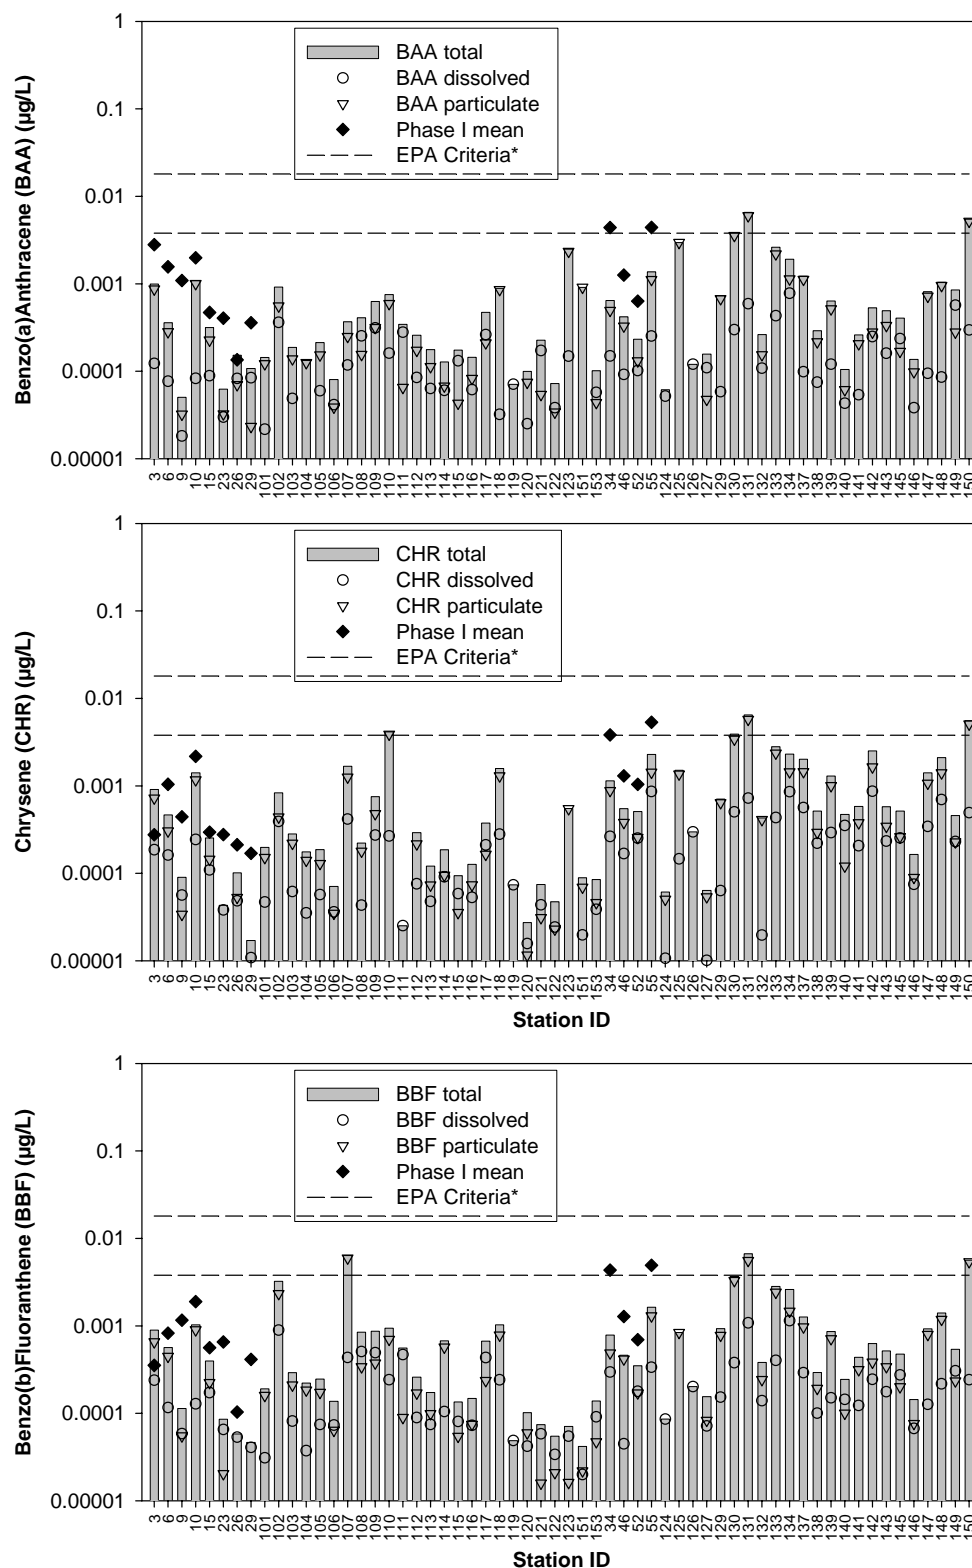 Benzo(a)Anthracene (BAA) (µg/L)
1
0.1
0.01
0.001
0.0001
0.00001
BAA total
BAA dissolved
BAA particulate
Phase I mean
EPA Criteria*
3 6 9 10 15 23 26 29 101 102 103 104 105 106 107 108 109 110 111 112 113 114 115 116 117 118 119 120 121 122 123 151 153 34 46 52 55 124 125 126 127 129 130 131 132 133 134 137 138 139 140 141 142 143 145 146 147 148 149 150
Chrysene (CHR) (µg/L)
1
0.1
0.01
0.001
0.0001
0.00001
CHR total
CHR dissolved
CHR particulate
Phase I mean
EPA Criteria*
3 6 9 10 15 23 26 29 101 102 103 104 105 106 107 108 109 110 111 112 113 114 115 116 117 118 119 120 121 122 123 151 153 34 46 52 55 124 125 126 127 129 130 131 132 133 134 137 138 139 140 141 142 143 145 146 147 148 149 150
Station ID
Benzo(b)Fluoranthene (BBF) (µg/L)
1
0.1
0.01
0.001
0.0001
0.00001
BBF total
BBF dissolved
BBF particulate
Phase I mean
EPA Criteria*
3 6 9 10 15 23 26 29 101 102 103 104 105 106 107 108 109 110 111 112 113 114 115 116 117 118 119 120 121 122 123 151 153 34 46 52 55 124 125 126 127 129 130 131 132 133 134 137 138 139 140 141 142 143 145 146 147 148 149 150
Station ID